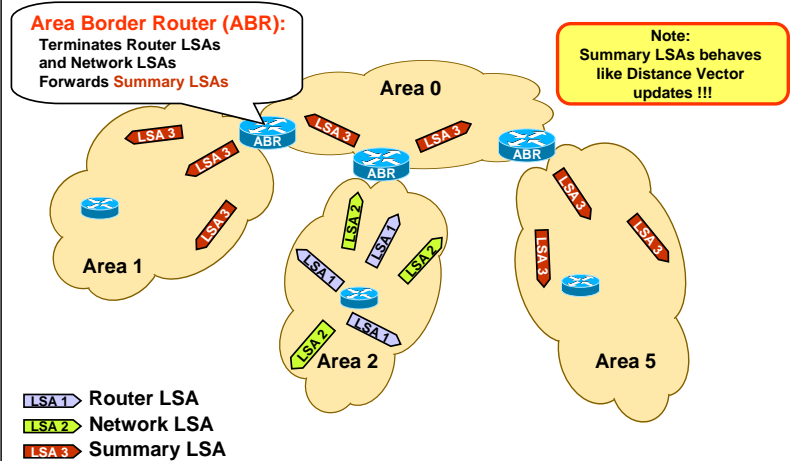 Area Border Router (ABR):
Terminates Router LSAs
and Network LSAs
Forwards Summary LSAs
Note:
Summary LSAs behaves
like Distance Vector
updates !!!
Area 0
LSA 3
LSA 3
LSA 3
LSA 3
ABR
ABR
ABR
LSA 3
LSA 3
LSA 3
LSA 3
LSA 2
LSA 1
LSA 2
LSA 1
LSA 1
LSA 2
Area 1
Area 2
Area 5
LSA 1 Router LSA
LSA 2 Network LSA
LSA 3 Summary LSA